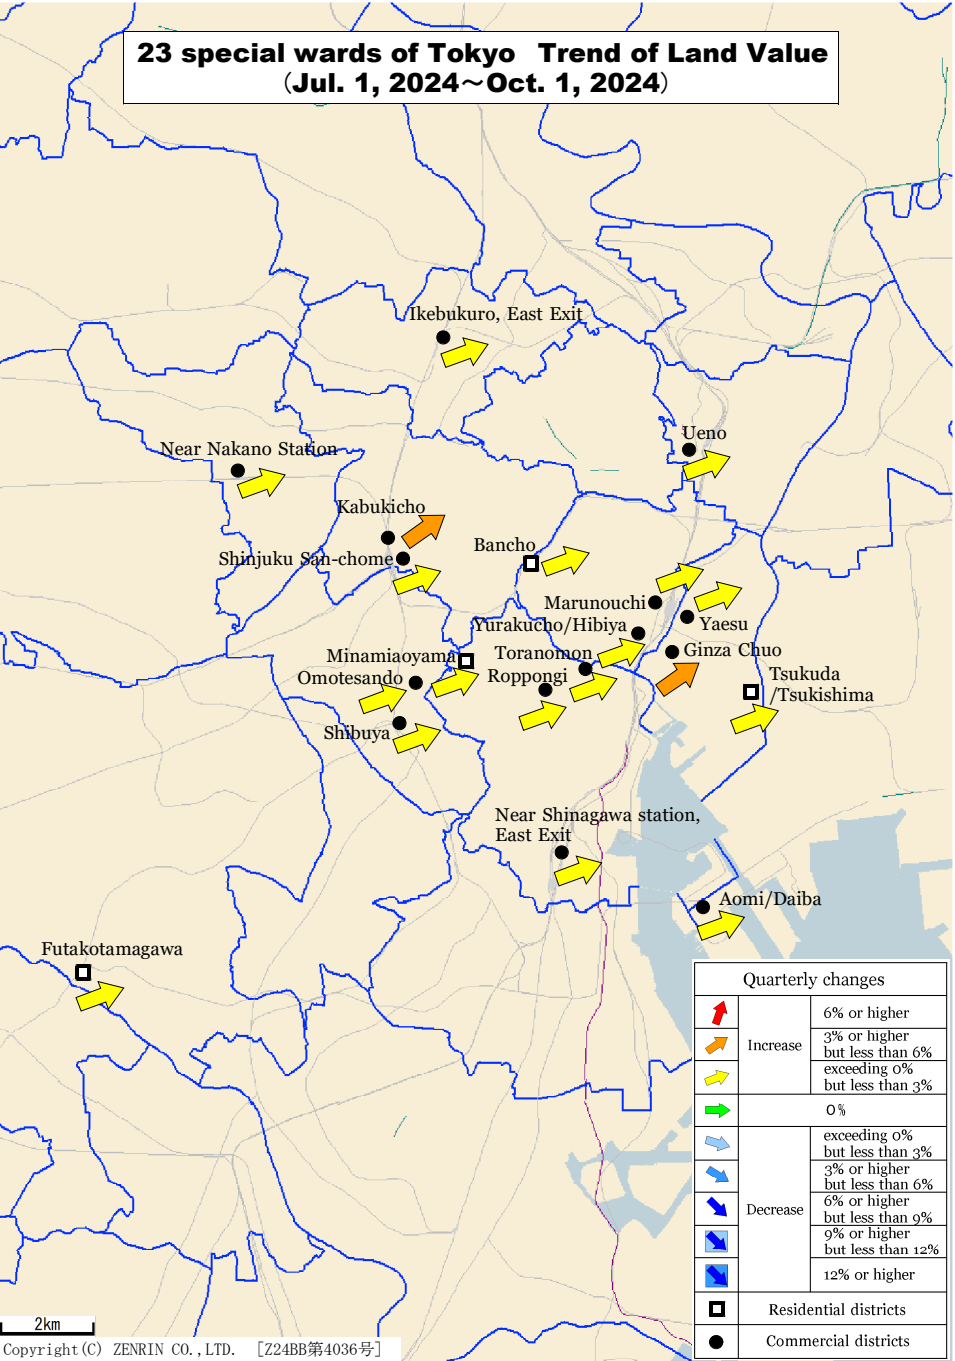 23 special wards of Tokyo Trend of Land Value
(Jul. 1, 2024～Oct. 1, 2024)
Ikebukuro, East Exit
Ueno
Near Nakano Station
Kabukicho
Shinjuku San-chome
Bancho
Marunouchi
Yaesu
Yurakucho/Hibiya
Ginza Chuo
Toranomon
Minamiaoyama
Roppongi
Omotesando
Tsukuda
/Tsukishima
Shibuya
Near Shinagawa station,
East Exit
Aomi/Daiba
Futakotamagawa
Quarterly changes
Increase
6% or higher
3% or higher
but less than 6%
exceeding 0%
but less than 3%
0%
Decrease
exceeding 0%
but less than 3%
3% or higher
but less than 6%
6% or higher
but less than 9%
9% or higher
but less than 12%
12% or higher
Residential districts
Commercial districts
2km
Copyright(C) ZENRIN CO.,LTD. [Z24BB第4036号]